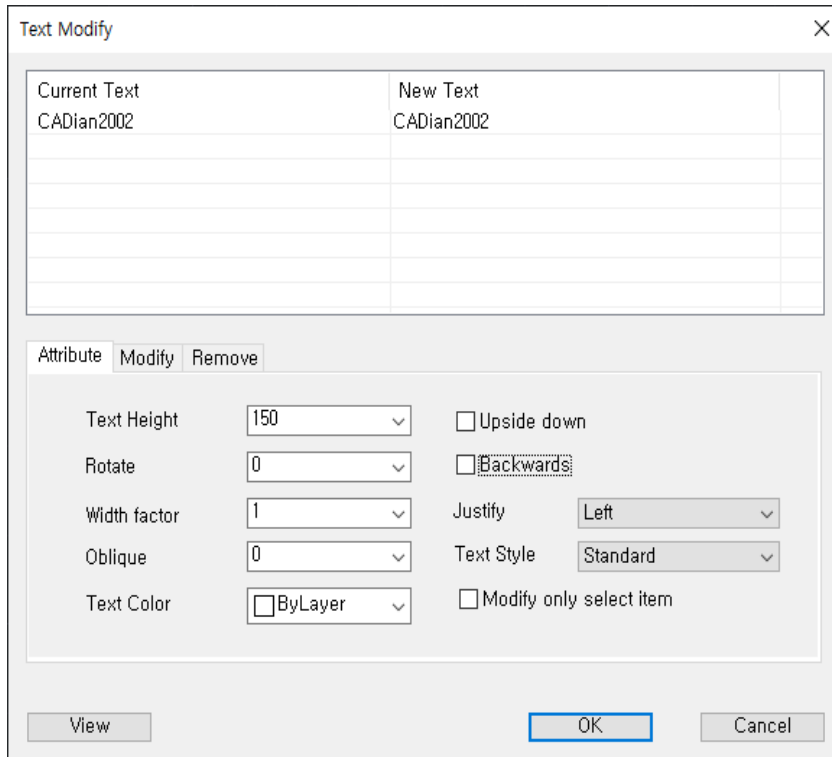 Text Modify
Current Text New Text
CADian2002 CADian2002
Attribute Modify Remove
Text Height 150 Upside down
Rotate 0 Backwards
Width factor 1 Justify Left
Oblique 0 Text Style Standard
Text Color ByLayer Modify only select item
View OK Cancel